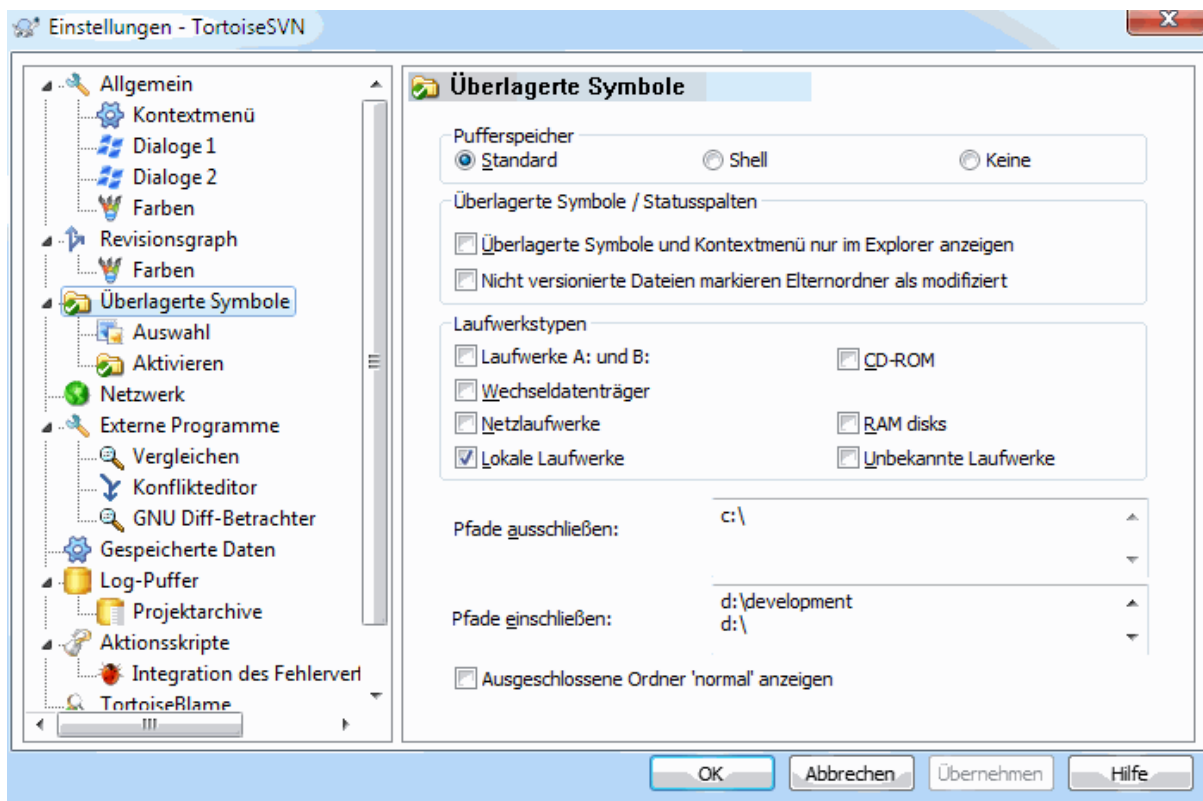 Einstellungen - TortoiseSVN
Allgemein
Kontextmenü
Dialoge 1
Dialoge 2
Farben
Revisionsgraph
Farben
Überlagerte Symbole
Auswahl
Aktivieren
Netzwerk
Externe Programme
Vergleichen
Konflikteditor
GNU Diff-Betrachter
Gespeicherte Daten
Log-Puffer
Projektarchive
Aktionsskripte
Integration des Fehlerverf
TortoiseBlame
Überlagerte Symbole
Pufferspeicher
Standard Shell Keine
Überlagerte Symbole / Statusspalten
Überlagerte Symbole und Kontextmenü nur im Explorer anzeigen
Nicht versionierte Dateien markieren Elternordner als modifiziert
Laufwerkstypen
Laufwerke A: und B: CD-ROM
Wechseldatenträger
Netzlaufwerke RAM disks
Lokale Laufwerke Unbekannte Laufwerke
Pfade ausschließen: c:\
Pfade einschließen: d:\development
d:\
Ausgeschlossene Ordner 'normal' anzeigen
OK Abbrechen Übernehmen Hilfe